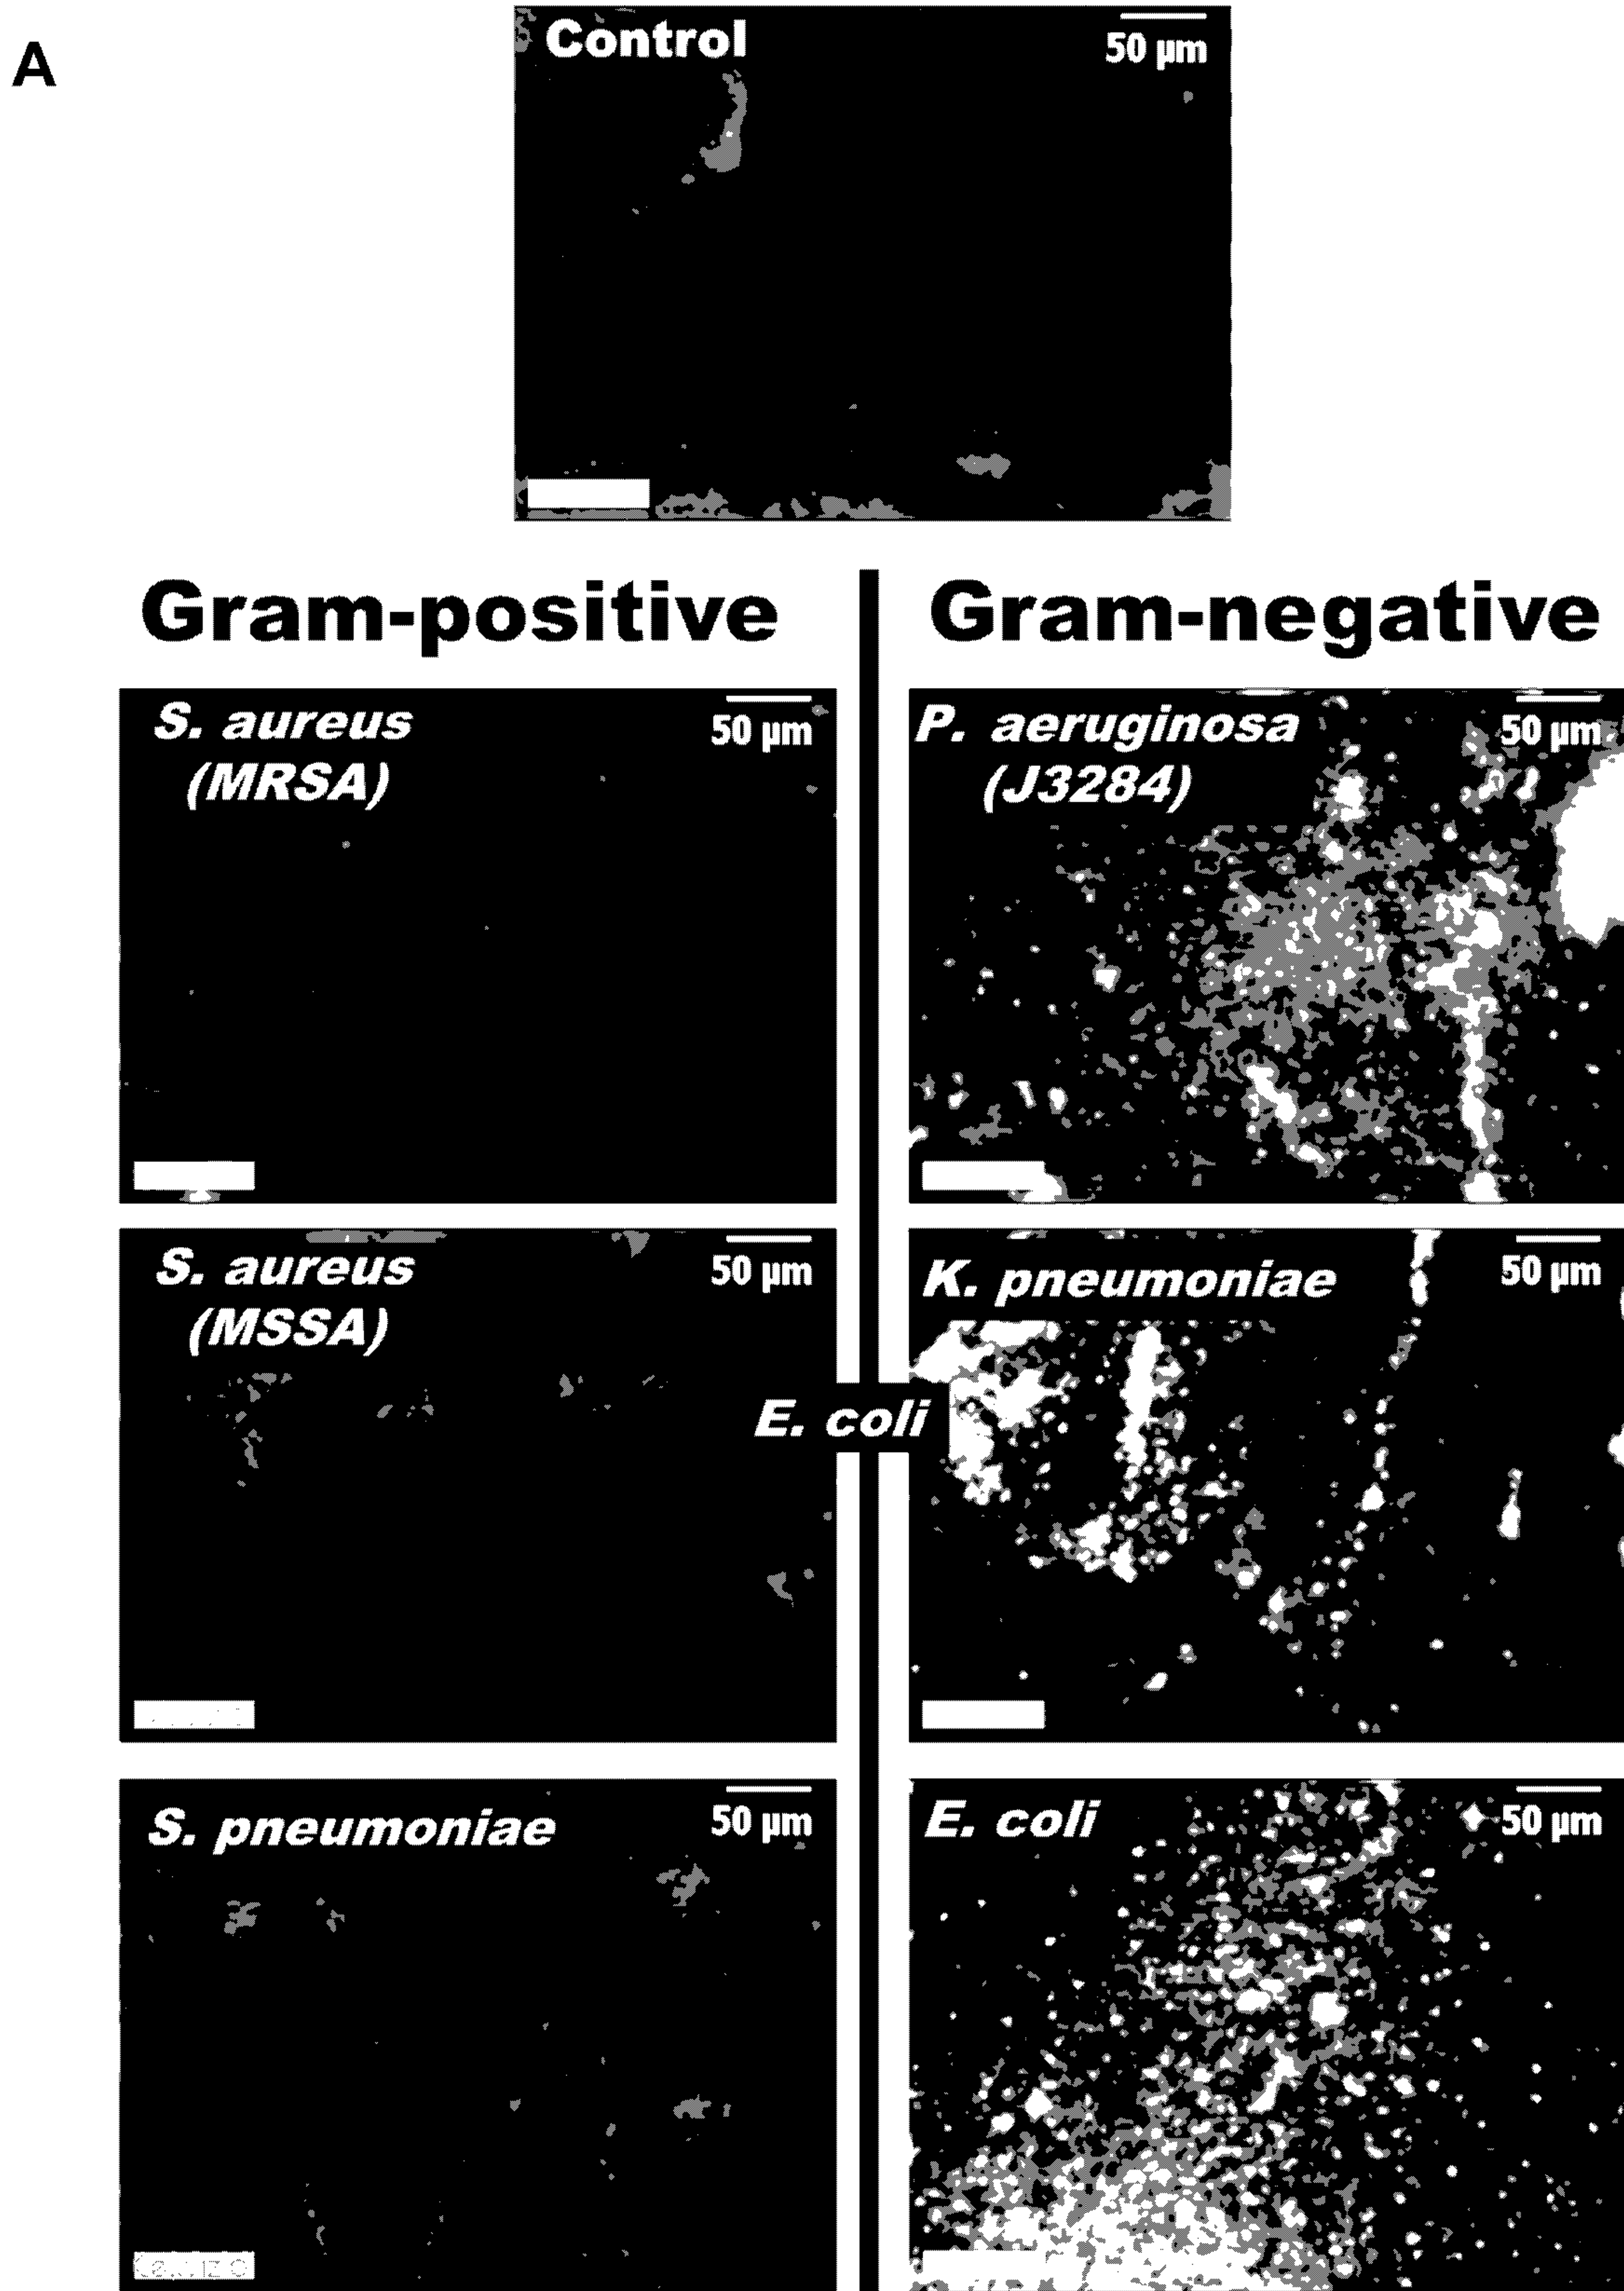 A
Control
50 µm
Gram-positive
Gram-negative
S. aureus
(MRSA)
50 µm
P. aeruginosa
(J3284)
50 µm
S. aureus
(MSSA)
50 µm
K. pneumoniae
50 µm
E. coli
S. pneumoniae
50 µm
E. coli
50 µm